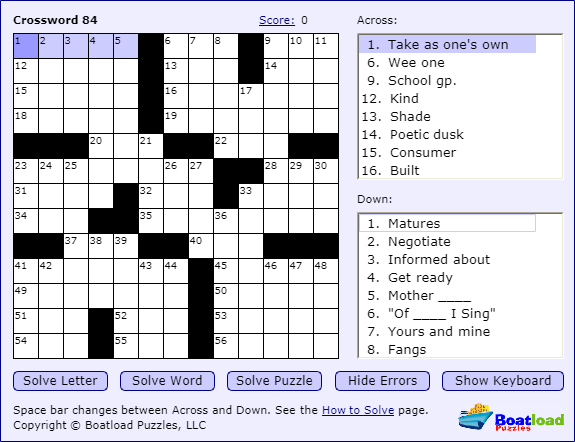 Crossword 84
Score: 0
1 2 3 4 5 6 7 8 9 10 11
12 13 14
15 16 17
18 19
20 21 22
23 24 25 26 27 28 29 30
31 32 33
34 35 36
37 38 39 40
41 42 43 44 45 46 47 48
49 50
51 52 53
54 55 56
Across:
1. Take as one's own
6. Wee one
9. School gp.
12. Kind
13. Shade
14. Poetic dusk
15. Consumer
16. Built
Down:
1. Matures
2. Negotiate
3. Informed about
4. Get ready
5. Mother ____
6. "Of ____ I Sing"
7. Yours and mine
8. Fangs
Solve Letter Solve Word Solve Puzzle Hide Errors Show Keyboard
Space bar changes between Across and Down. See the How to Solve page.
Copyright © Boatload Puzzles, LLC
Boatload
Puzzles